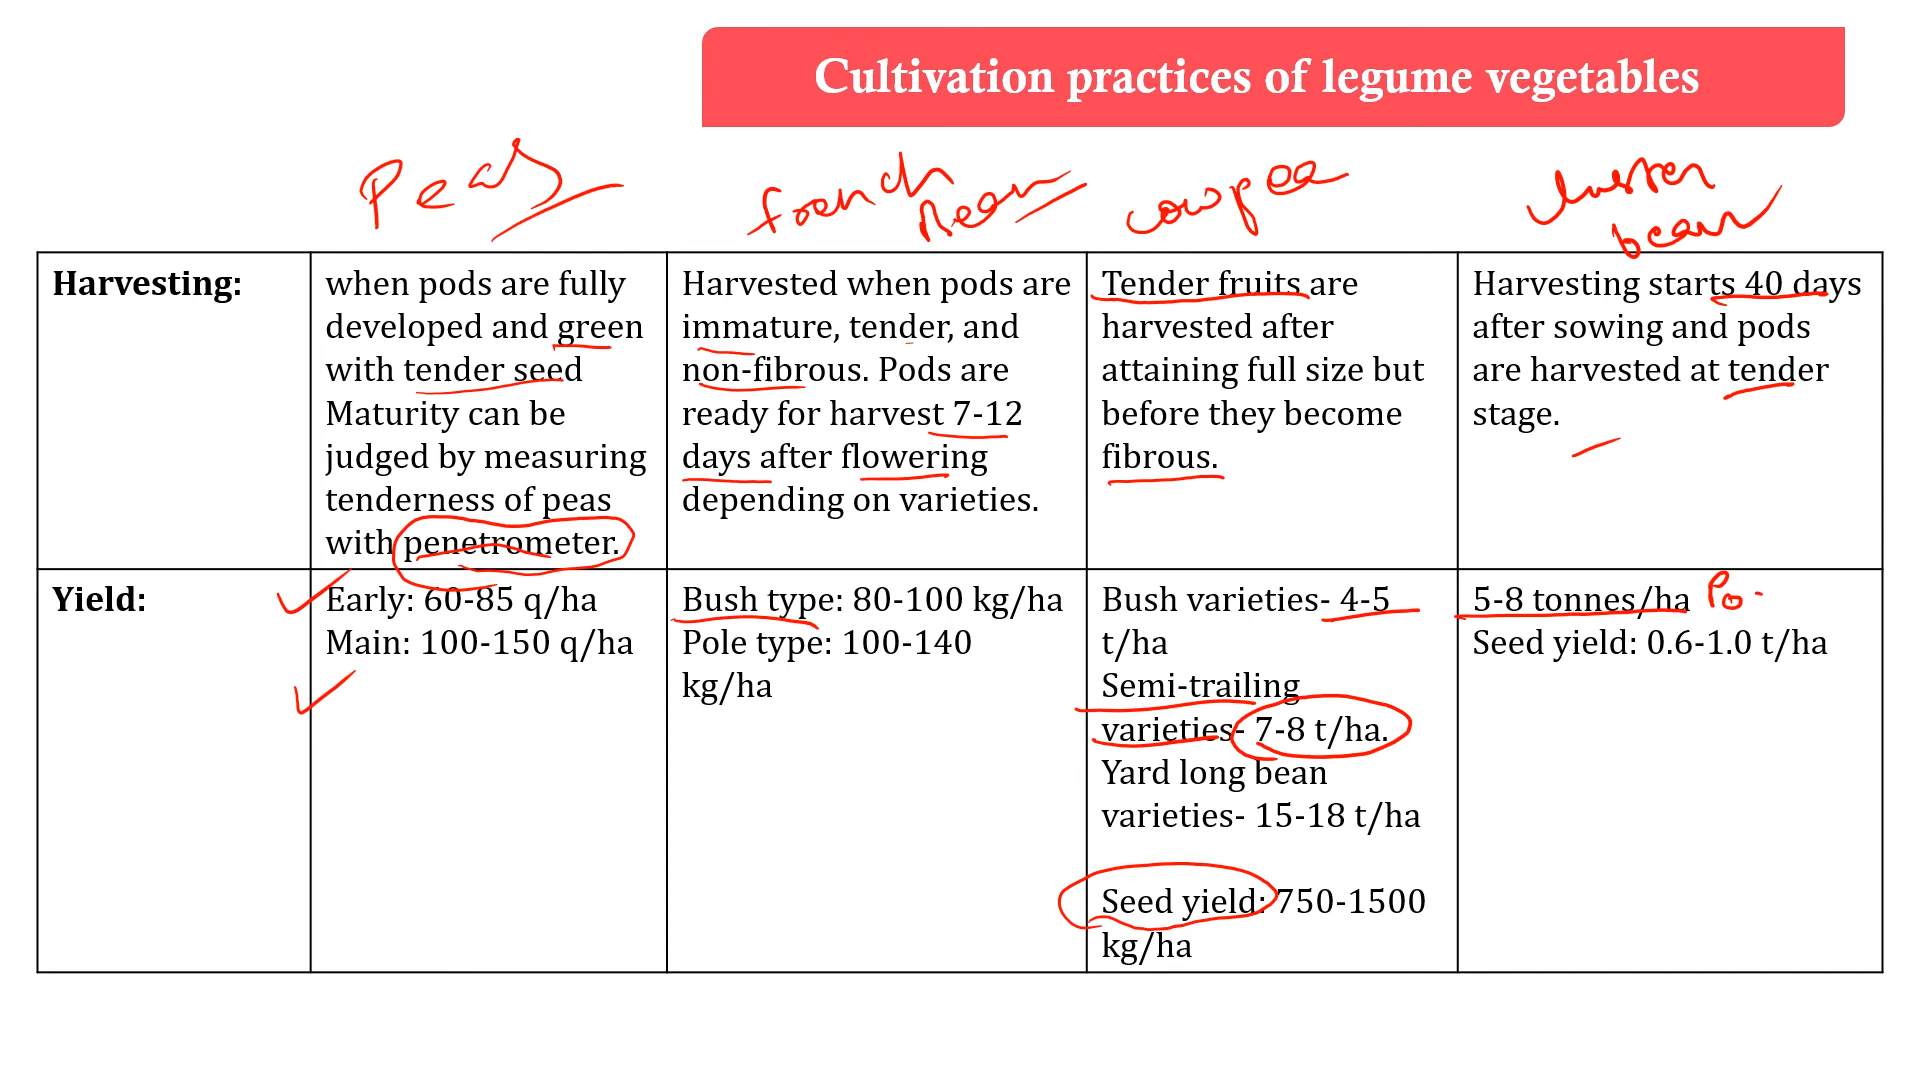 Cultivation practices of legume vegetables
Peas
french
Bean
cowpea
cluster
bean
Harvesting:
when pods are fully
developed and green
with tender seed
Maturity can be
judged by measuring
tenderness of peas
with penetrometer.
Harvested when pods are
immature, tender, and
non-fibrous. Pods are
ready for harvest 7-12
days after flowering
depending on varieties.
Tender fruits are
harvested after
attaining full size but
before they become
fibrous.
Harvesting starts 40 days
after sowing and pods
are harvested at tender
stage.
Yield:
Early: 60-85 q/ha
Main: 100-150 q/ha
Bush type: 80-100 kg/ha
Pole type: 100-140
kg/ha
Bush varieties- 4-5
t/ha
Semi-trailing
varieties- 7-8 t/ha.
Yard long bean
varieties- 15-18 t/ha
Seed yield: 750-1500
kg/ha
5-8 tonnes/ha Po
Seed yield: 0.6-1.0 t/ha